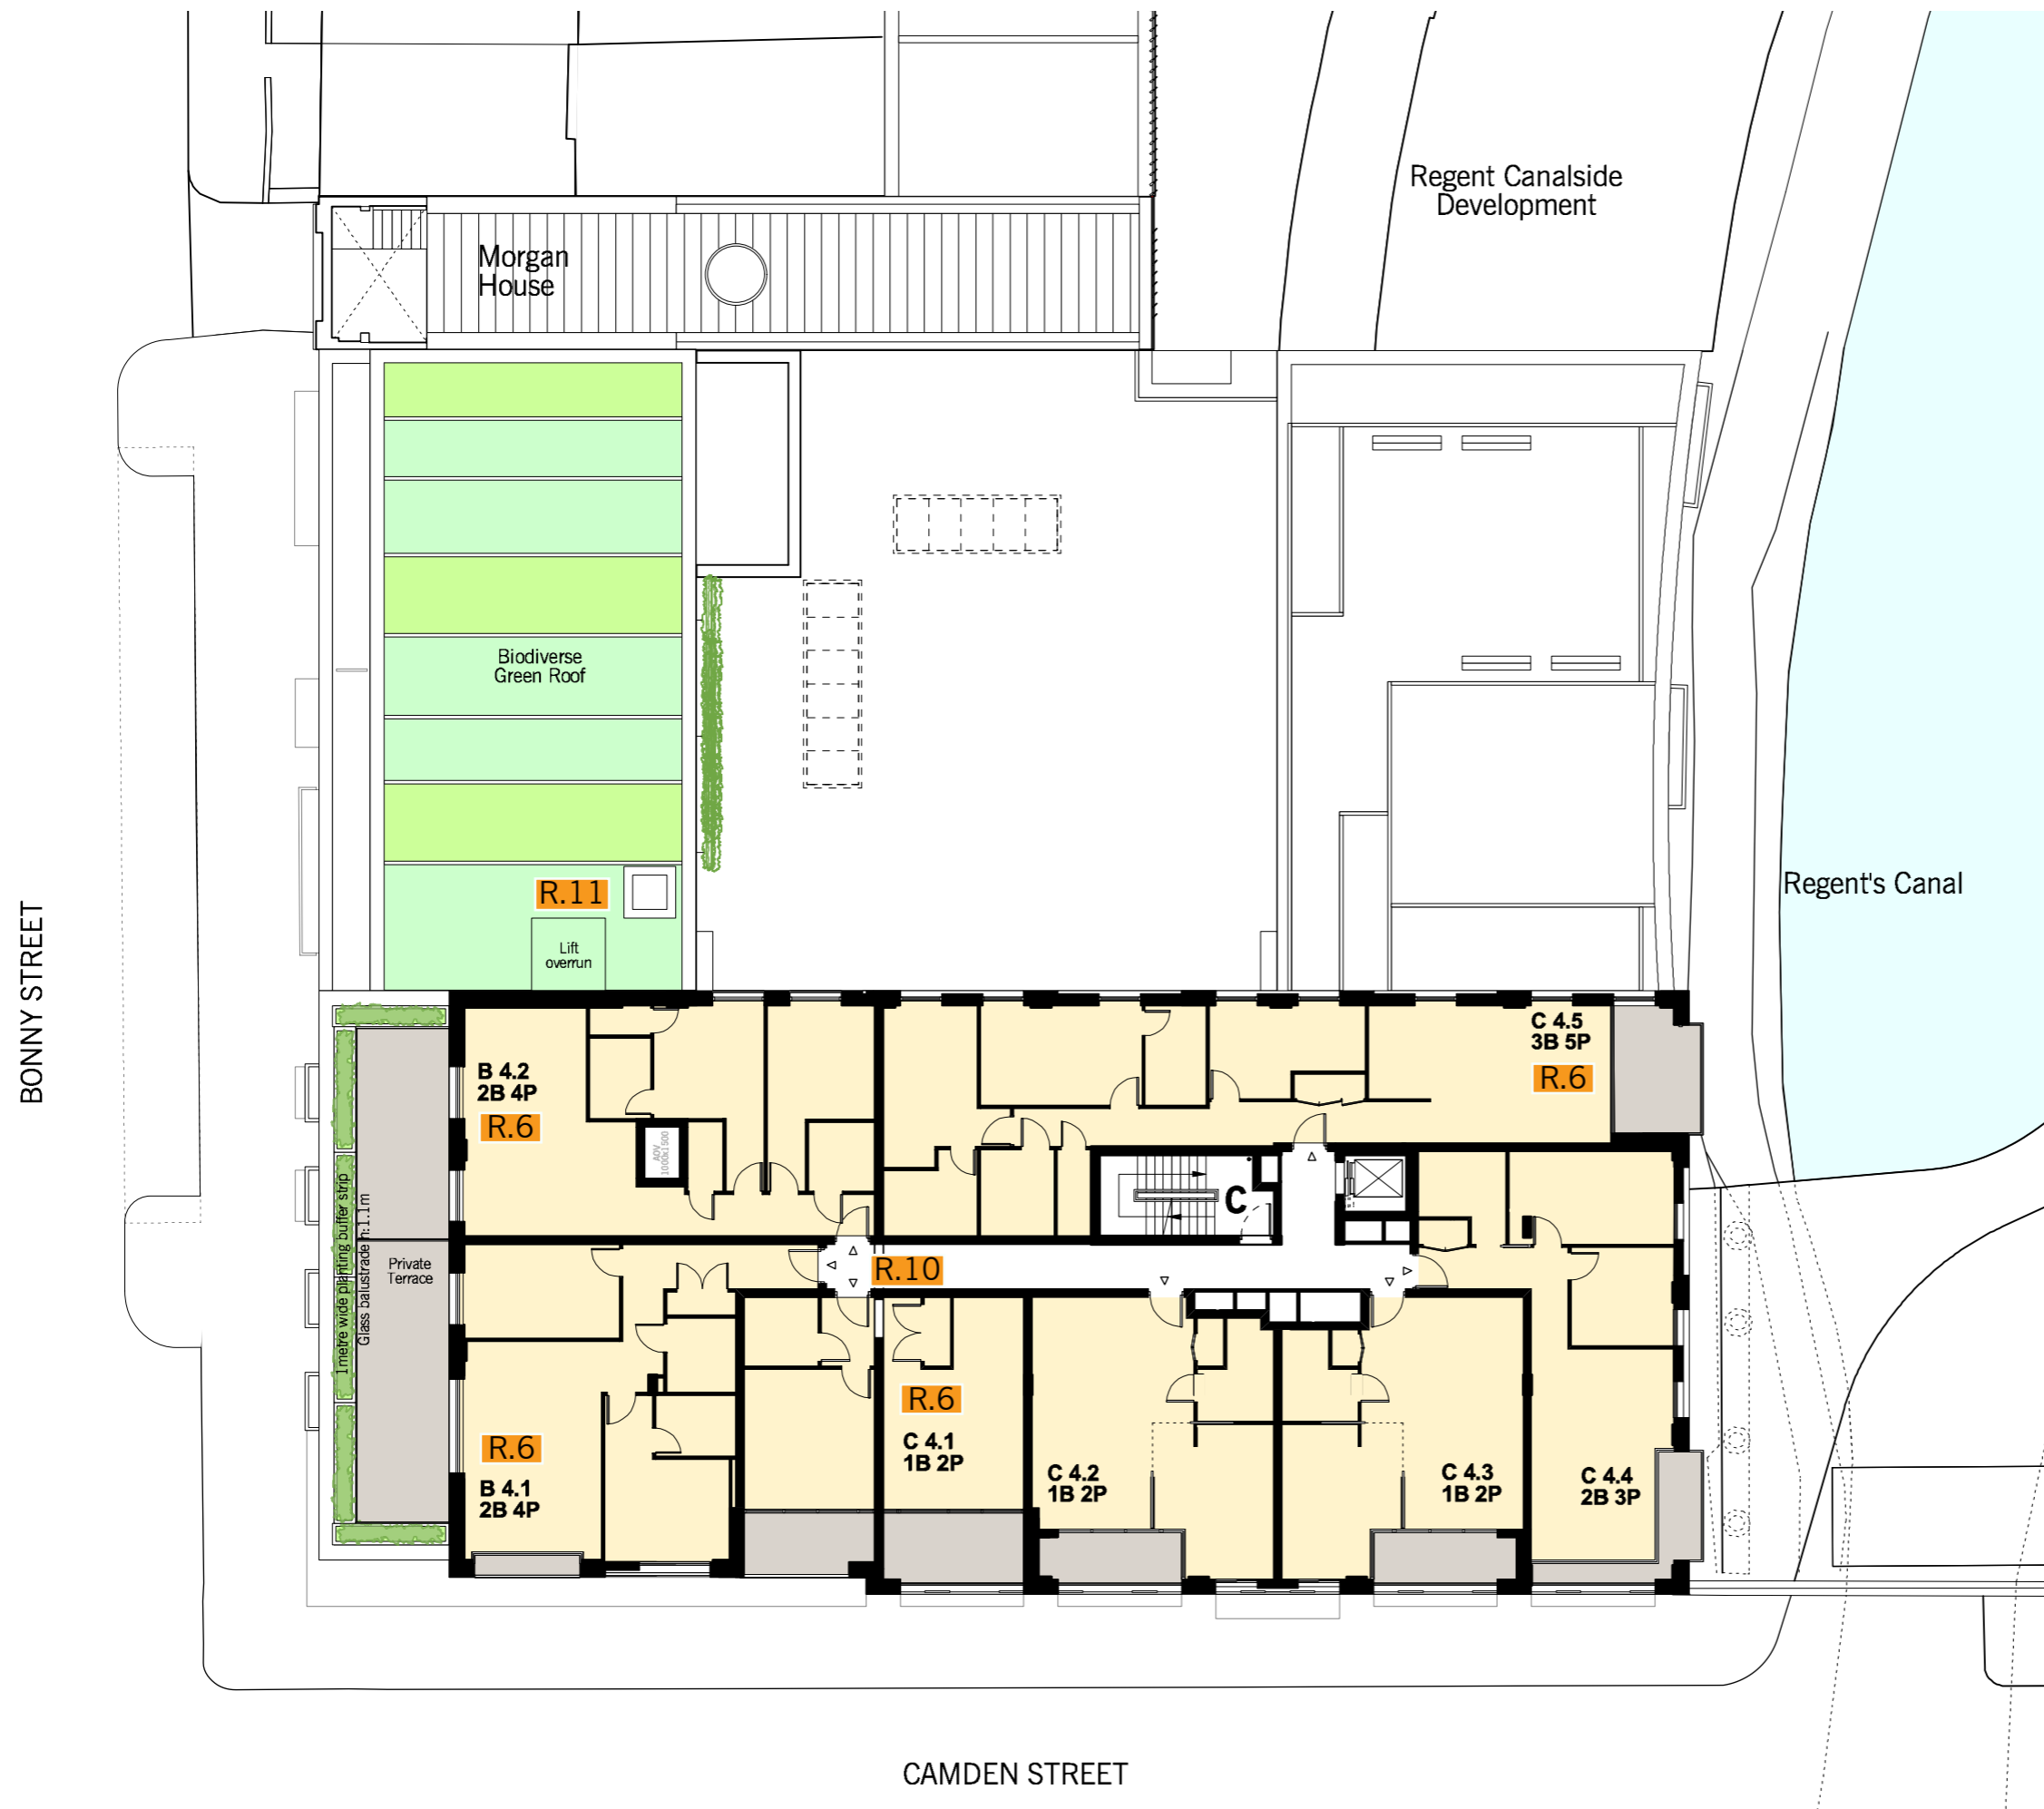 Regent Canalside
Development
Morgan
House
Biodiverse
Green Roof
R.11
Lift
overrun
Regent's Canal
BONNY STREET
B 4.2
2B 4P
R.6
AOV
1000x1500
C 4.5
3B 5P
R.6
C
1metre wide planting buffer strip
Glass balustrade h:1.1m
Private
Terrace
R.10
R.6
B 4.1
2B 4P
R.6
C 4.1
1B 2P
C 4.2
1B 2P
C 4.3
1B 2P
C 4.4
2B 3P
CAMDEN STREET